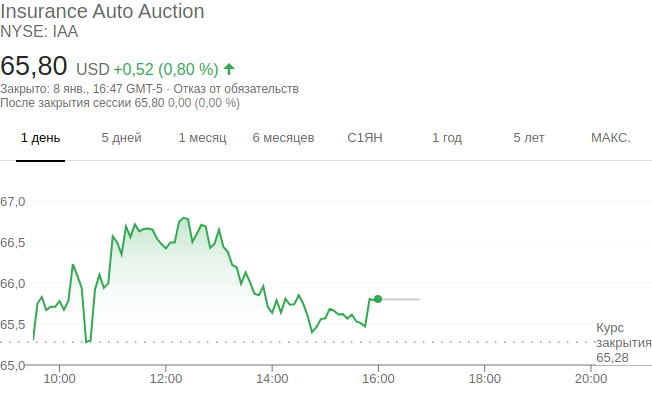 Insurance Auto Auction
NYSE: IAA
65,80 USD +0,52 (0,80 %)
Закрыто: 8 янв., 16:47 GMT-5 · Отказ от обязательств
После закрытия сессии 65,80 0,00 (0,00 %)
1 день 5 дней 1 месяц 6 месяцев С1ЯН 1 год 5 лет МАКС.
67,0
66,5
66,0
65,5
Курс
закрытия
65,28
65,0
10:00 12:00 14:00 16:00 18:00 20:00